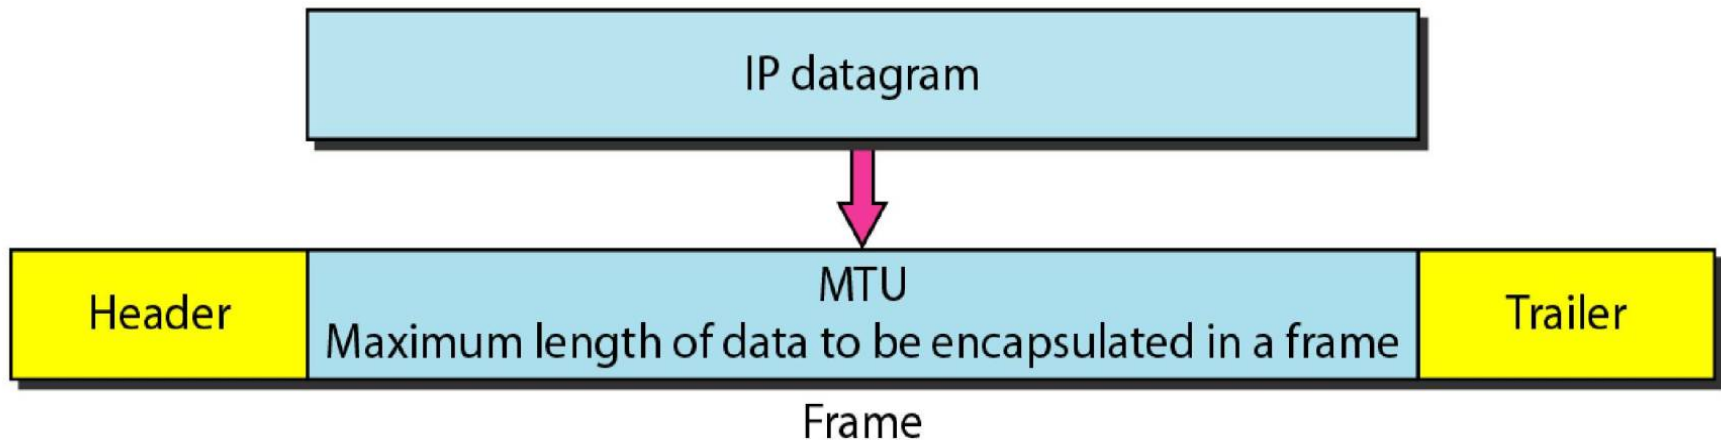 IP datagram
MTU
Header
Maximum length of data to be encapsulated in a frame
Trailer
Frame